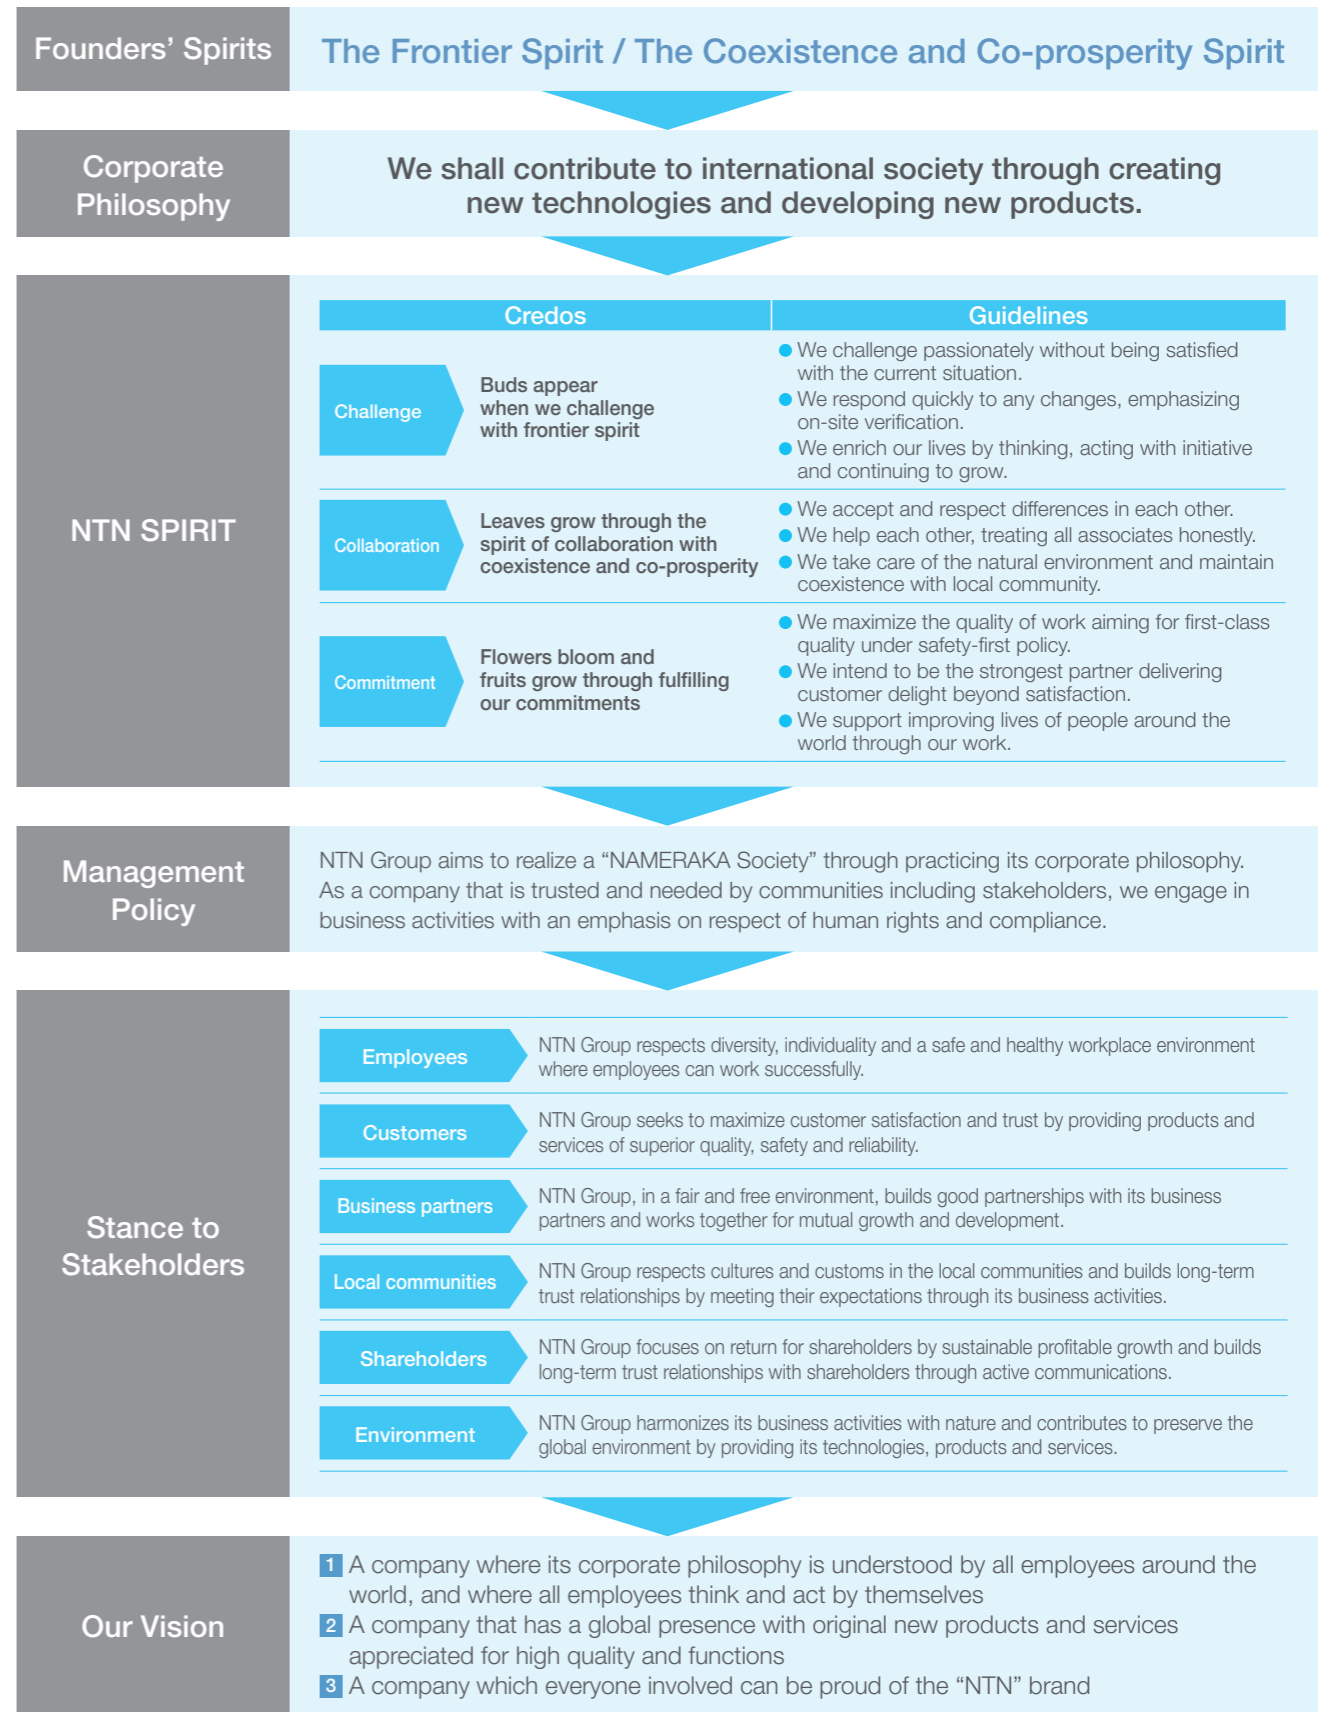 Founders’ Spirits
The Frontier Spirit / The Coexistence and Co-prosperity Spirit
Corporate
Philosophy
We shall contribute to international society through creating
new technologies and developing new products.
NTN SPIRIT
Credos
Guidelines
Challenge
Buds appear
when we challenge
with frontier spirit
● We challenge passionately without being satisfied
with the current situation.
● We respond quickly to any changes, emphasizing
on-site verification.
● We enrich our lives by thinking, acting with initiative
and continuing to grow.
Collaboration
Leaves grow through the
spirit of collaboration with
coexistence and co-prosperity
● We accept and respect differences in each other.
● We help each other, treating all associates honestly.
● We take care of the natural environment and maintain
coexistence with local community.
Commitment
Flowers bloom and
fruits grow through fulfilling
our commitments
● We maximize the quality of work aiming for first-class
quality under safety-first policy.
● We intend to be the strongest partner delivering
customer delight beyond satisfaction.
● We support improving lives of people around the
world through our work.
Management
Policy
NTN Group aims to realize a “NAMERAKA Society” through practicing its corporate philosophy.
As a company that is trusted and needed by communities including stakeholders, we engage in
business activities with an emphasis on respect of human rights and compliance.
Stance to
Stakeholders
Employees
NTN Group respects diversity, individuality and a safe and healthy workplace environment
where employees can work successfully.
Customers
NTN Group seeks to maximize customer satisfaction and trust by providing products and
services of superior quality, safety and reliability.
Business partners
NTN Group, in a fair and free environment, builds good partnerships with its business
partners and works together for mutual growth and development.
Local communities
NTN Group respects cultures and customs in the local communities and builds long-term
trust relationships by meeting their expectations through its business activities.
Shareholders
NTN Group focuses on return for shareholders by sustainable profitable growth and builds
long-term trust relationships with shareholders through active communications.
Environment
NTN Group harmonizes its business activities with nature and contributes to preserve the
global environment by providing its technologies, products and services.
Our Vision
1 A company where its corporate philosophy is understood by all employees around the
world, and where all employees think and act by themselves
2 A company that has a global presence with original new products and services
appreciated for high quality and functions
3 A company which everyone involved can be proud of the “NTN” brand